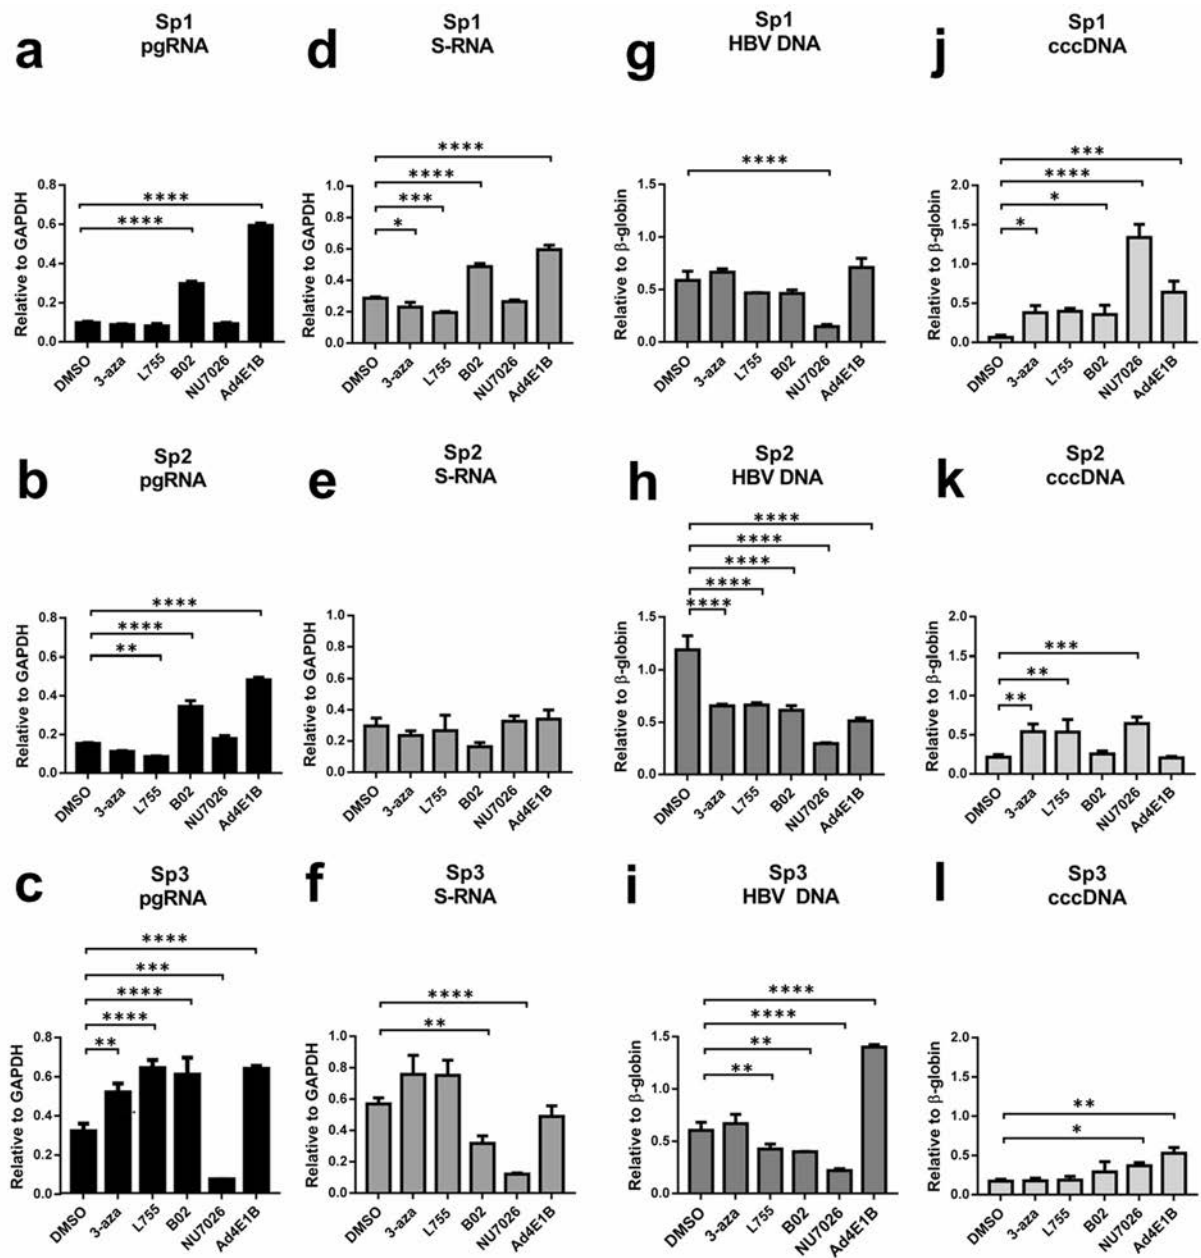 a
Sp1
pgRNA
****
****
Relative to GAPDH
0.8
0.6
0.4
0.2
0.0
DMSO
3-aza
L755
B02
NU7026
Ad4E1B
d
Sp1
S-RNA
****
****
***
*
Relative to GAPDH
1.0
0.8
0.6
0.4
0.2
0.0
DMSO
3-aza
L755
B02
NU7026
Ad4E1B
g
Sp1
HBV DNA
****
Relative to β-globin
1.5
1.0
0.5
0.0
DMSO
3-aza
L755
B02
NU7026
Ad4E1B
j
Sp1
cccDNA
***
****
*
*
Relative to β-globin
2.0
1.5
1.0
0.5
0.0
DMSO
3-aza
L755
B02
NU7026
Ad4E1B
b
Sp2
pgRNA
****
****
**
Relative to GAPDH
0.8
0.6
0.4
0.2
0.0
DMSO
3-aza
L755
B02
NU7026
Ad4E1B
e
Sp2
S-RNA
Relative to GAPDH
1.0
0.8
0.6
0.4
0.2
0.0
DMSO
3-aza
L755
B02
NU7026
Ad4E1B
h
Sp2
HBV DNA
****
****
****
****
****
Relative to β-globin
1.5
1.0
0.5
0.0
DMSO
3-aza
L755
B02
NU7026
Ad4E1B
k
Sp2
cccDNA
***
**
**
Relative to β-globin
2.0
1.5
1.0
0.5
0.0
DMSO
3-aza
L755
B02
NU7026
Ad4E1B
c
Sp3
pgRNA
****
***
****
****
**
Relative to GAPDH
0.8
0.6
0.4
0.2
0.0
DMSO
3-aza
L755
B02
NU7026
Ad4E1B
f
Sp3
S-RNA
****
**
Relative to GAPDH
1.0
0.8
0.6
0.4
0.2
0.0
DMSO
3-aza
L755
B02
NU7026
Ad4E1B
i
Sp3
HBV DNA
****
****
**
**
Relative to β-globin
1.5
1.0
0.5
0.0
DMSO
3-aza
L755
B02
NU7026
Ad4E1B
l
Sp3
cccDNA
**
*
Relative to β-globin
2.0
1.5
1.0
0.5
0.0
DMSO
3-aza
L755
B02
NU7026
Ad4E1B